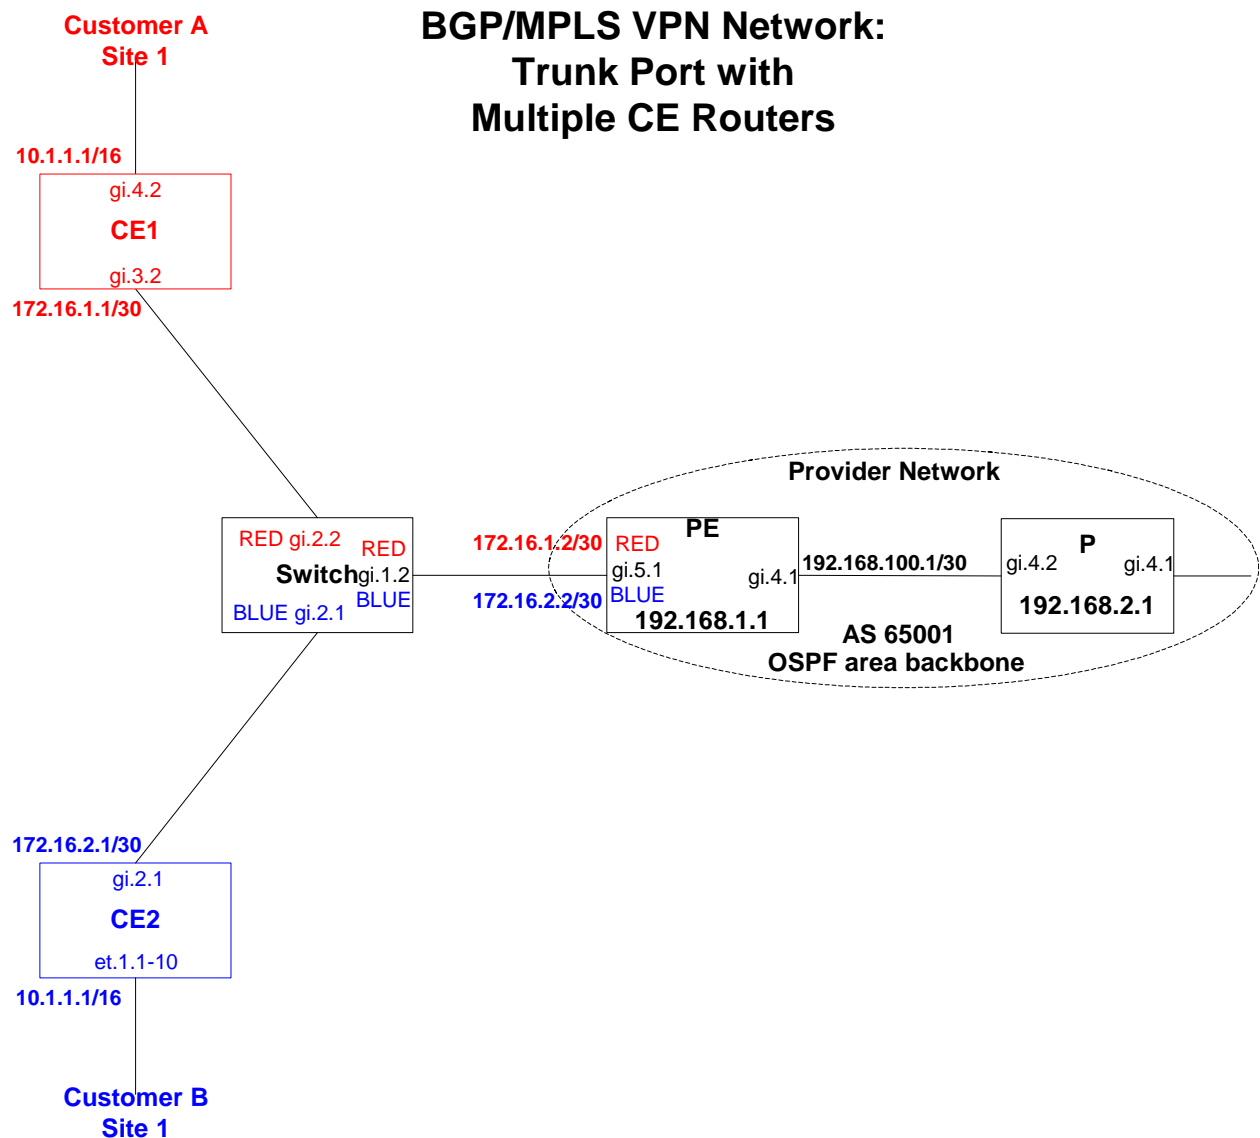 Customer A
Site 1
BGP/MPLS VPN Network:
Trunk Port with
Multiple CE Routers
10.1.1.1/16
gi.4.2
CE1
gi.3.2
172.16.1.1/30
Provider Network
RED gi.2.2
RED
Switch
gi.1.2
BLUE
BLUE gi.2.1
172.16.1.2/30
172.16.2.2/30
RED
PE
gi.5.1
gi.4.1
BLUE
192.168.1.1
192.168.100.1/30
P
gi.4.2
gi.4.1
192.168.2.1
AS 65001
OSPF area backbone
172.16.2.1/30
gi.2.1
CE2
et.1.1-10
10.1.1.1/16
Customer B
Site 1